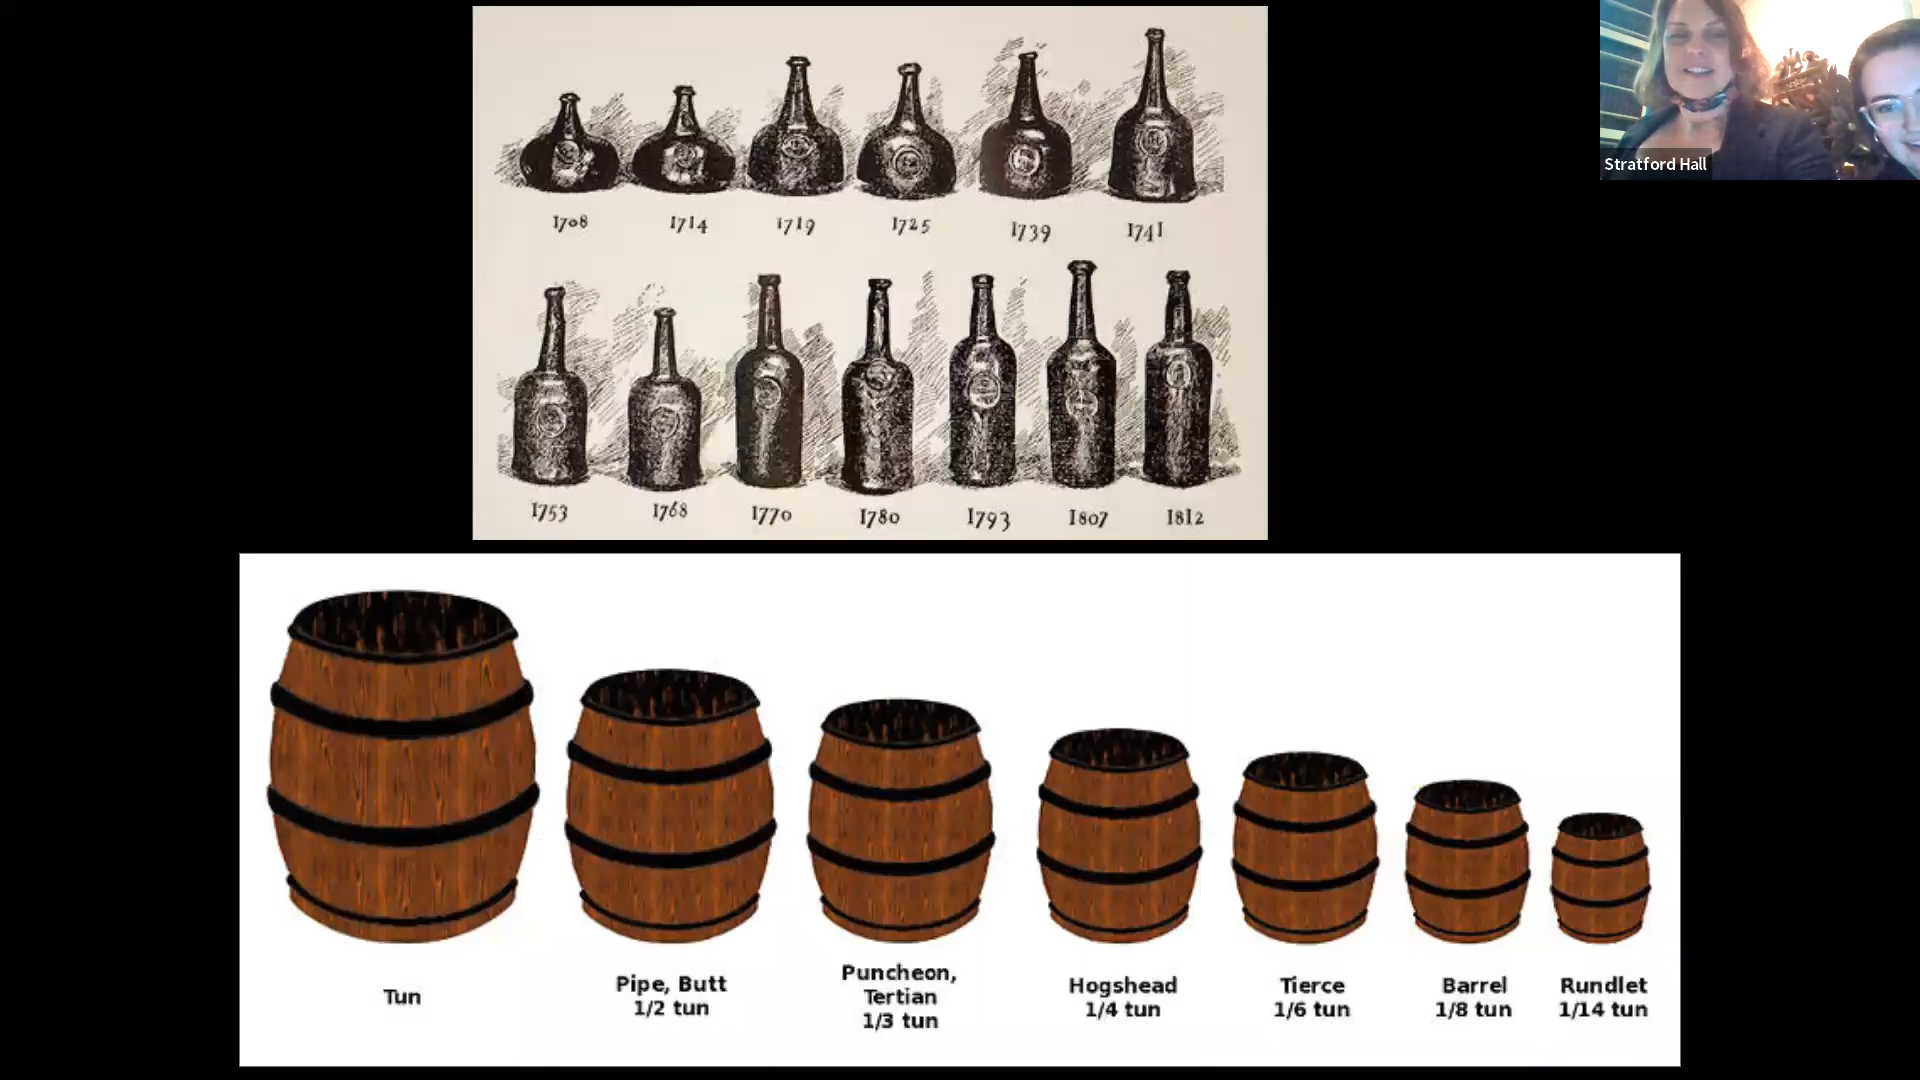 Stratford Hall
1708 1714 1719 1725 1739 1741
1753 1768 1770 1780 1793 1807 1812
Tun
Pipe, Butt
1/2 tun
Puncheon,
Tertian
1/3 tun
Hogshead
1/4 tun
Tierce
1/6 tun
Barrel
1/8 tun
Rundlet
1/14 tun